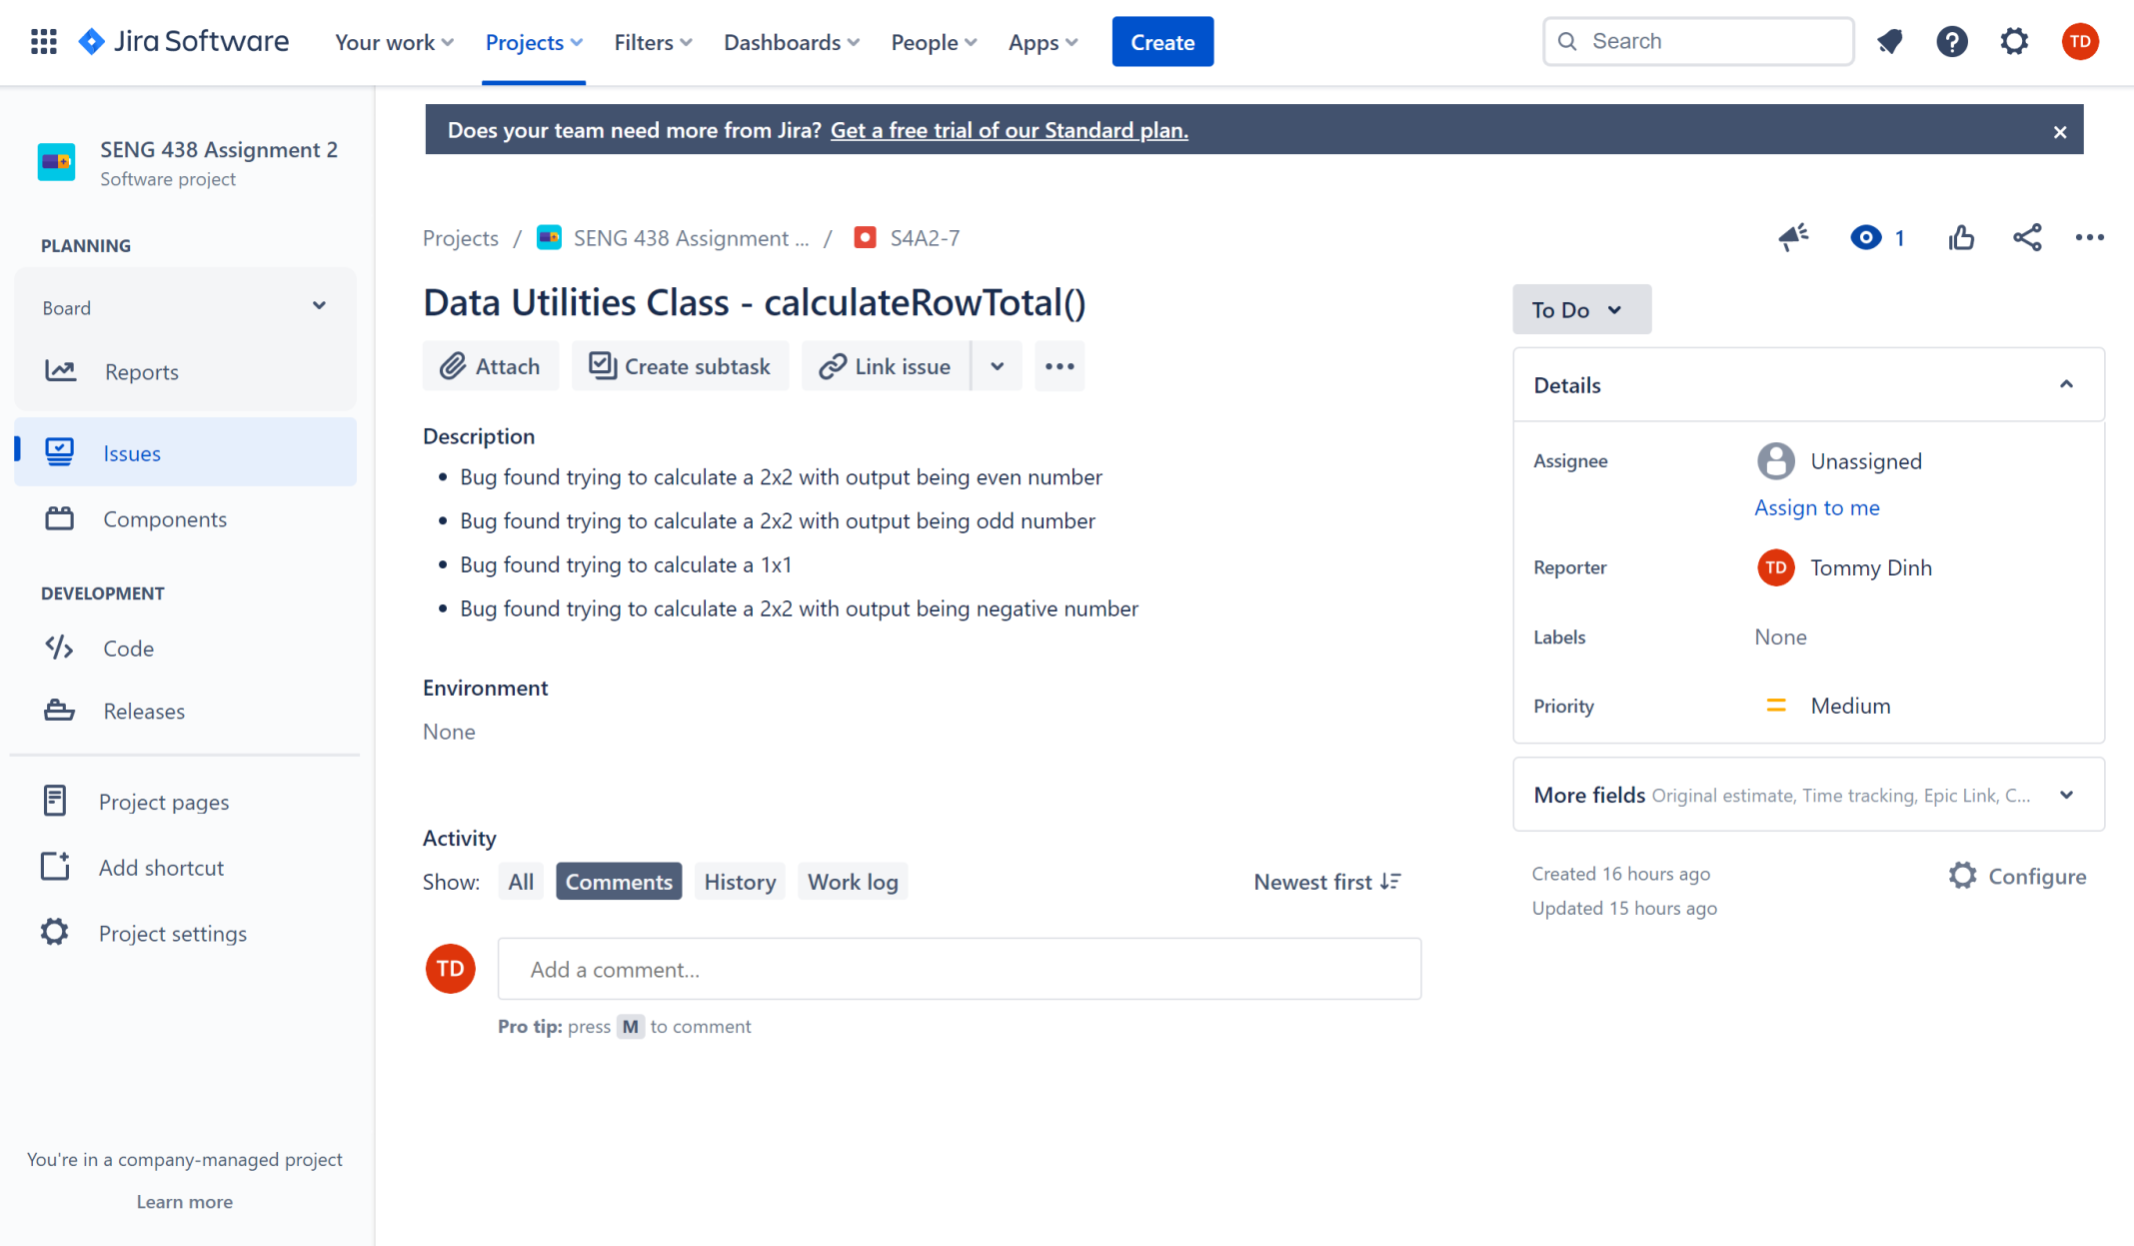 Jira Software
Your work
Projects
Filters
Dashboards
People
Apps
Create
Search
TD
SENG 438 Assignment 2
Software project
PLANNING
Board
Reports
Issues
Components
DEVELOPMENT
Code
Releases
Project pages
Add shortcut
Project settings
You're in a company-managed project
Learn more
Does your team need more from Jira? Get a free trial of our Standard plan.
Projects / SENG 438 Assignment ... / S4A2-7
1
Data Utilities Class - calculateRowTotal()
Attach
Create subtask
Link issue
Description
• Bug found trying to calculate a 2x2 with output being even number
• Bug found trying to calculate a 2x2 with output being odd number
• Bug found trying to calculate a 1x1
• Bug found trying to calculate a 2x2 with output being negative number
Environment
None
Activity
Show: All Comments History Work log
Newest first
TD
Add a comment...
Pro tip: press M to comment
To Do
Details
Assignee Unassigned
Assign to me
Reporter TD Tommy Dinh
Labels None
Priority Medium
More fields Original estimate, Time tracking, Epic Link, C...
Created 16 hours ago
Updated 15 hours ago
Configure